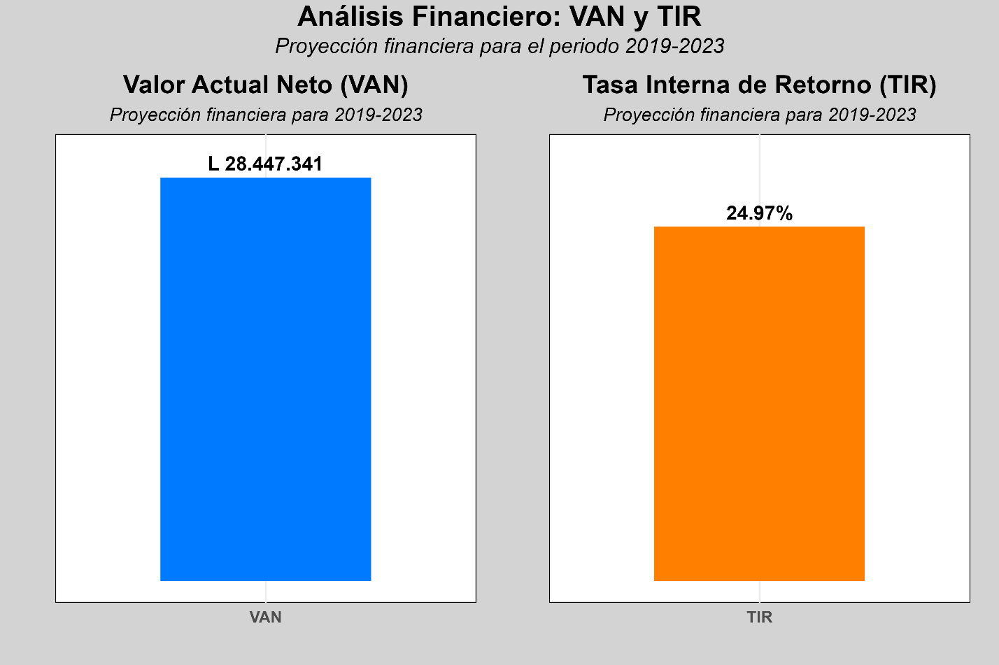 Análisis Financiero: VAN y TIR
Proyección financiera para el periodo 2019-2023
Valor Actual Neto (VAN)
Proyección financiera para 2019-2023
L 28.447.341
VAN
Tasa Interna de Retorno (TIR)
Proyección financiera para 2019-2023
24.97%
TIR